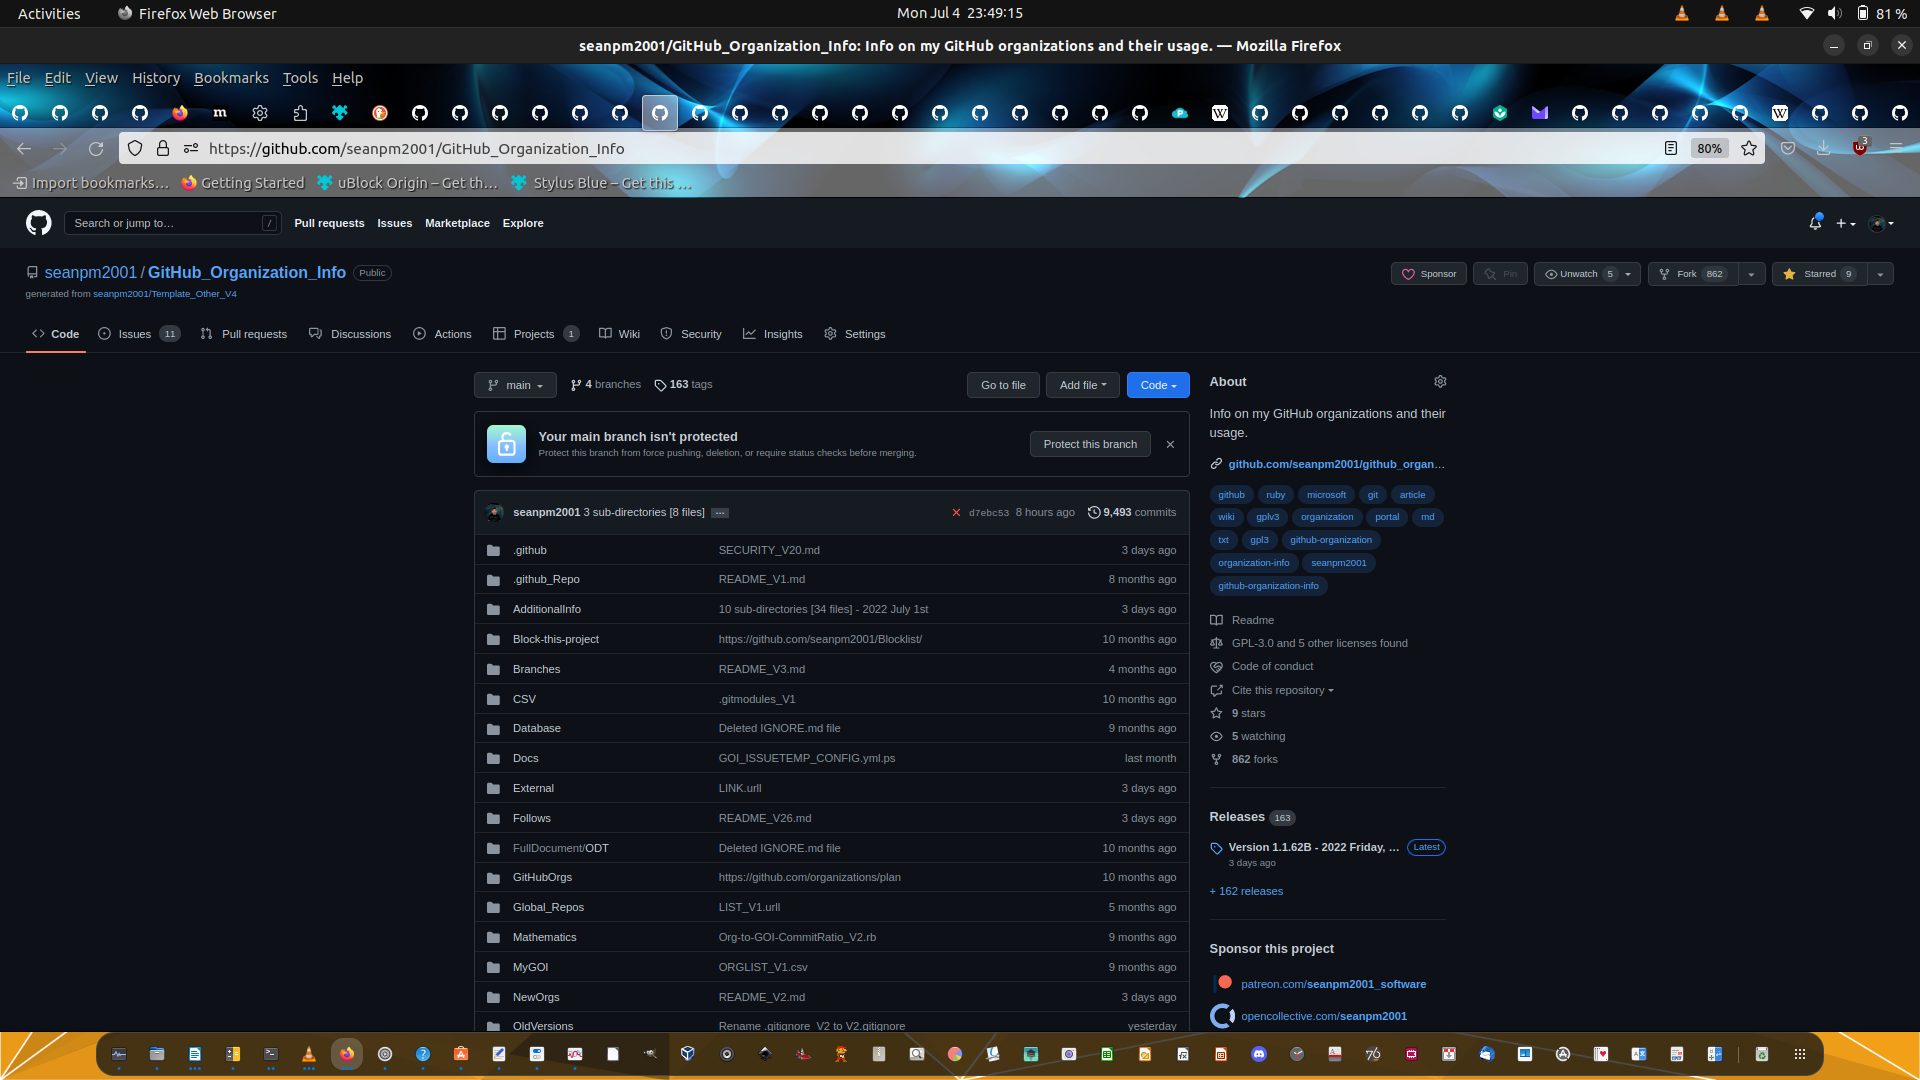 Activities Firefox Web Browser Mon Jul 4 23:49:15 81 %
seanpm2001/GitHub_Organization_Info: Info on my GitHub organizations and their usage. — Mozilla Firefox
File Edit View History Bookmarks Tools Help
https://github.com/seanpm2001/GitHub_Organization_Info 80% 3
Import bookmarks… Getting Started uBlock Origin – Get th… Stylus Blue – Get this …
Search or jump to… / Pull requests Issues Marketplace Explore
seanpm2001 / GitHub_Organization_Info Public Sponsor Pin Unwatch 5 Fork 862 Starred 9
generated from seanpm2001/Template_Other_V4
Code Issues 11 Pull requests Discussions Actions Projects 1 Wiki Security Insights Settings
main 4 branches 163 tags Go to file Add file Code
Your main branch isn't protected
Protect this branch from force pushing, deletion, or require status checks before merging.
Protect this branch
seanpm2001 3 sub-directories [8 files] ... d7ebc53 8 hours ago 9,493 commits
.github SECURITY_V20.md 3 days ago
.github_Repo README_V1.md 8 months ago
AdditionalInfo 10 sub-directories [34 files] - 2022 July 1st 3 days ago
Block-this-project https://github.com/seanpm2001/Blocklist/ 10 months ago
Branches README_V3.md 4 months ago
CSV .gitmodules_V1 10 months ago
Database Deleted IGNORE.md file 9 months ago
Docs GOI_ISSUETEMP_CONFIG.yml.ps last month
External LINK.urll 3 days ago
Follows README_V26.md 3 days ago
FullDocument/ODT Deleted IGNORE.md file 10 months ago
GitHubOrgs https://github.com/organizations/plan 10 months ago
Global_Repos LIST_V1.urll 5 months ago
Mathematics Org-to-GOI-CommitRatio_V2.rb 9 months ago
MyGOI ORGLIST_V1.csv 9 months ago
NewOrgs README_V2.md 3 days ago
OldVersions Rename .gitignore_V2 to V2.gitignore yesterday
About
Info on my GitHub organizations and their
usage.
github.com/seanpm2001/github_organ…
github ruby microsoft git article
wiki gplv3 organization portal md
txt gpl3 github-organization
organization-info seanpm2001
github-organization-info
Readme
GPL-3.0 and 5 other licenses found
Code of conduct
Cite this repository
9 stars
5 watching
862 forks
Releases 163
Version 1.1.62B - 2022 Friday, ... Latest
3 days ago
+ 162 releases
Sponsor this project
patreon.com/seanpm2001_software
opencollective.com/seanpm2001